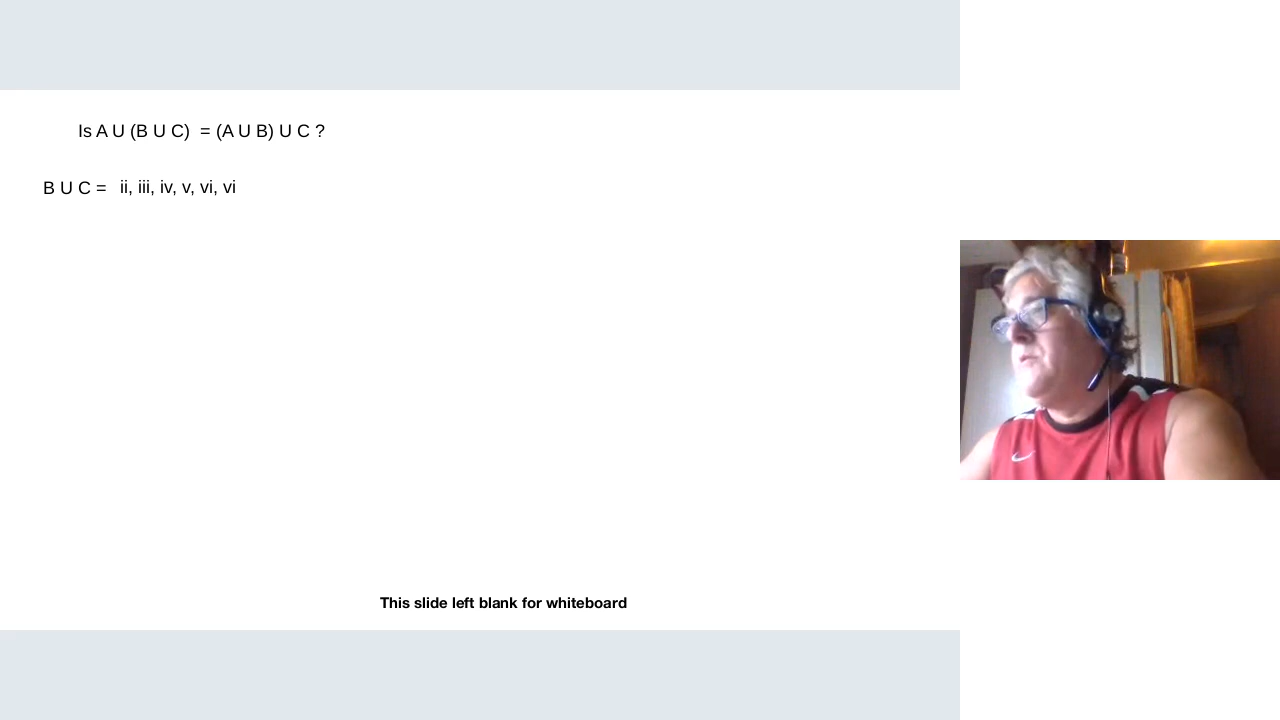 Is A U (B U C) = (A U B) U C ?
B U C = ii, iii, iv, v, vi, vi
This slide left blank for whiteboard